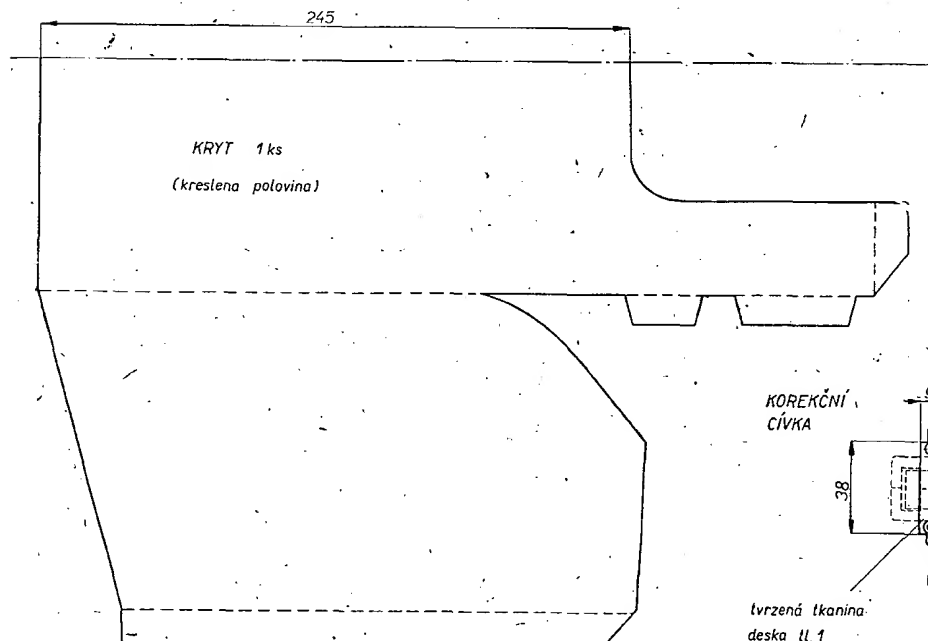 245
KRYT 1 ks
(kreslena polovina)
KOREKČNÍ
CÍVKA
38
tvrzená tkanina
deska tl. 1